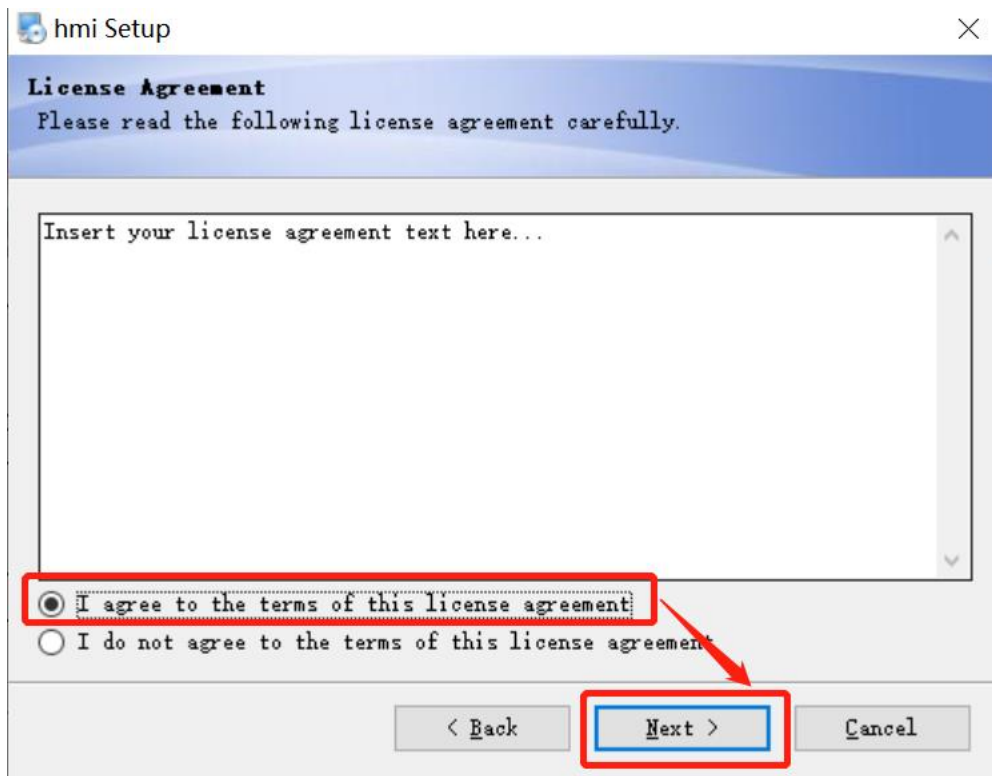 hmi Setup
License Agreement
Please read the following license agreement carefully.
Insert your license agreement text here...
I agree to the terms of this license agreement
I do not agree to the terms of this license agreement
< Back
Next >
Cancel